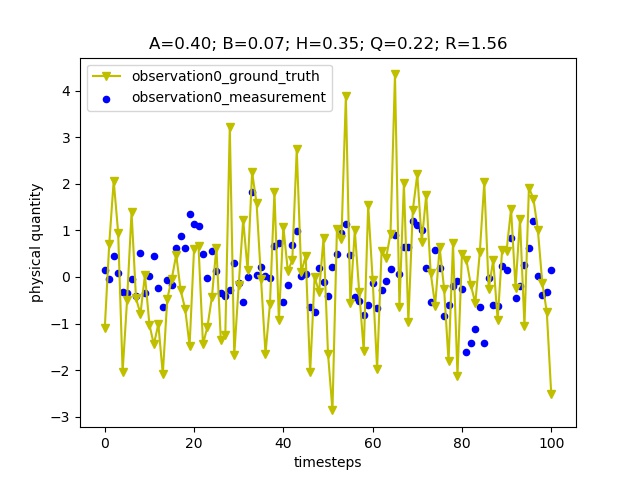 A=0.40; B=0.07; H=0.35; Q=0.22; R=1.56
observation0_ground_truth
observation0_measurement
physical quantity
4
3
2
1
0
−1
−2
−3
0
20
40
60
80
100
timesteps